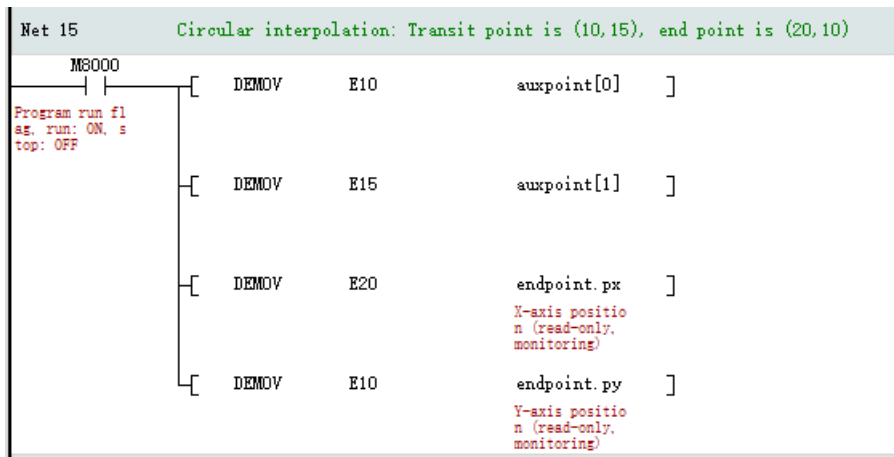 Net 15 Circular interpolation: Transit point is (10,15), end point is (20,10)
M8000
[ DEMOV E10 auxpoint[0] ]
Program run fl
ag, run: ON, s
top: OFF
[ DEMOV E15 auxpoint[1] ]
[ DEMOV E20 endpoint.px ]
X-axis positio
n (read-only,
monitoring)
[ DEMOV E10 endpoint.py ]
Y-axis positio
n (read-only,
monitoring)